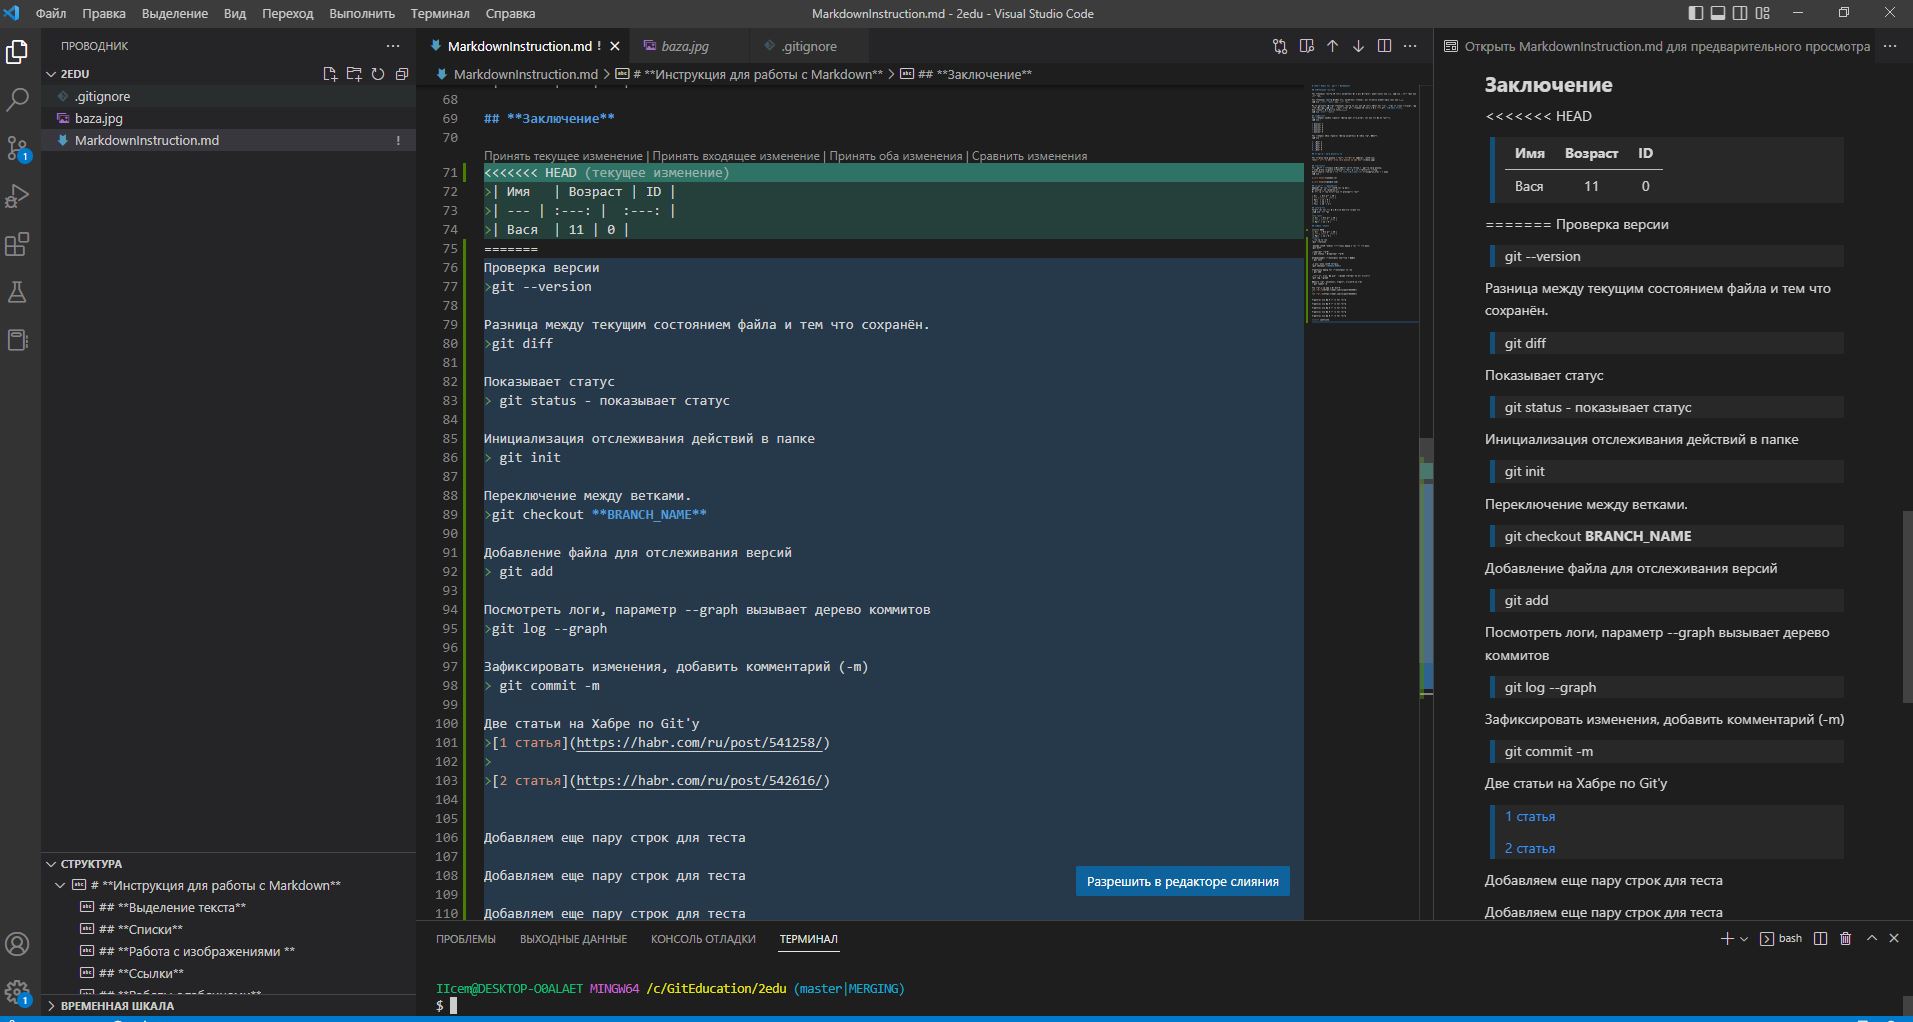 Файл Правка Выделение Вид Переход Выполнить Терминал Справка
MarkdownInstruction.md - 2edu - Visual Studio Code
ПРОВОДНИК
2EDU
.gitignore
baza.jpg
MarkdownInstruction.md !
СТРУКТУРА
# **Инструкция для работы с Markdown**
## **Выделение текста**
## **Списки**
## **Работа с изображениями **
## **Ссылки**
ВРЕМЕННАЯ ШКАЛА
1
1
MarkdownInstruction.md ! baza.jpg .gitignore
MarkdownInstruction.md > # **Инструкция для работы с Markdown** > ## **Заключение**
68
69 ## **Заключение**
70
Принять текущее изменение | Принять входящее изменение | Принять оба изменения | Сравнить изменения
71 <<<<<<< HEAD (текущее изменение)
72 >| Имя   | Возраст | ID |
73 >| --- | :---: |  :---: |
74 >| Вася  | 11 | 0 |
75 =======
76 Проверка версии
77 >git --version
78
79 Разница между текущим состоянием файла и тем что сохранён.
80 >git diff
81
82 Показывает статус
83 > git status - показывает статус
84
85 Инициализация отслеживания действий в папке
86 > git init
87
88 Переключение между ветками.
89 >git checkout **BRANCH_NAME**
90
91 Добавление файла для отслеживания версий
92 > git add
93
94 Посмотреть логи, параметр --graph вызывает дерево коммитов
95 >git log --graph
96
97 Зафиксировать изменения, добавить комментарий (-m)
98 > git commit -m
99
100 Две статьи на Хабре по Git'у
101 >[1 статья](https://habr.com/ru/post/541258/)
102 >
103 >[2 статья](https://habr.com/ru/post/542616/)
104
105
106 Добавляем еще пару строк для теста
107
108 Добавляем еще пару строк для теста
109
110 Добавляем еще пару строк для теста
Разрешить в редакторе слияния
Открыть MarkdownInstruction.md для предварительного просмотра
Заключение
<<<<<<< HEAD
Имя Возраст ID
Вася 11 0
======= Проверка версии
git --version
Разница между текущим состоянием файла и тем что
сохранён.
git diff
Показывает статус
git status - показывает статус
Инициализация отслеживания действий в папке
git init
Переключение между ветками.
git checkout BRANCH_NAME
Добавление файла для отслеживания версий
git add
Посмотреть логи, параметр --graph вызывает дерево
коммитов
git log --graph
Зафиксировать изменения, добавить комментарий (-m)
git commit -m
Две статьи на Хабре по Git'у
1 статья
2 статья
Добавляем еще пару строк для теста
Добавляем еще пару строк для теста
ПРОБЛЕМЫ ВЫХОДНЫЕ ДАННЫЕ КОНСОЛЬ ОТЛАДКИ ТЕРМИНАЛ
bash
IIcem@DESKTOP-O0ALAET MINGW64 /c/GitEducation/2edu (master|MERGING)
$